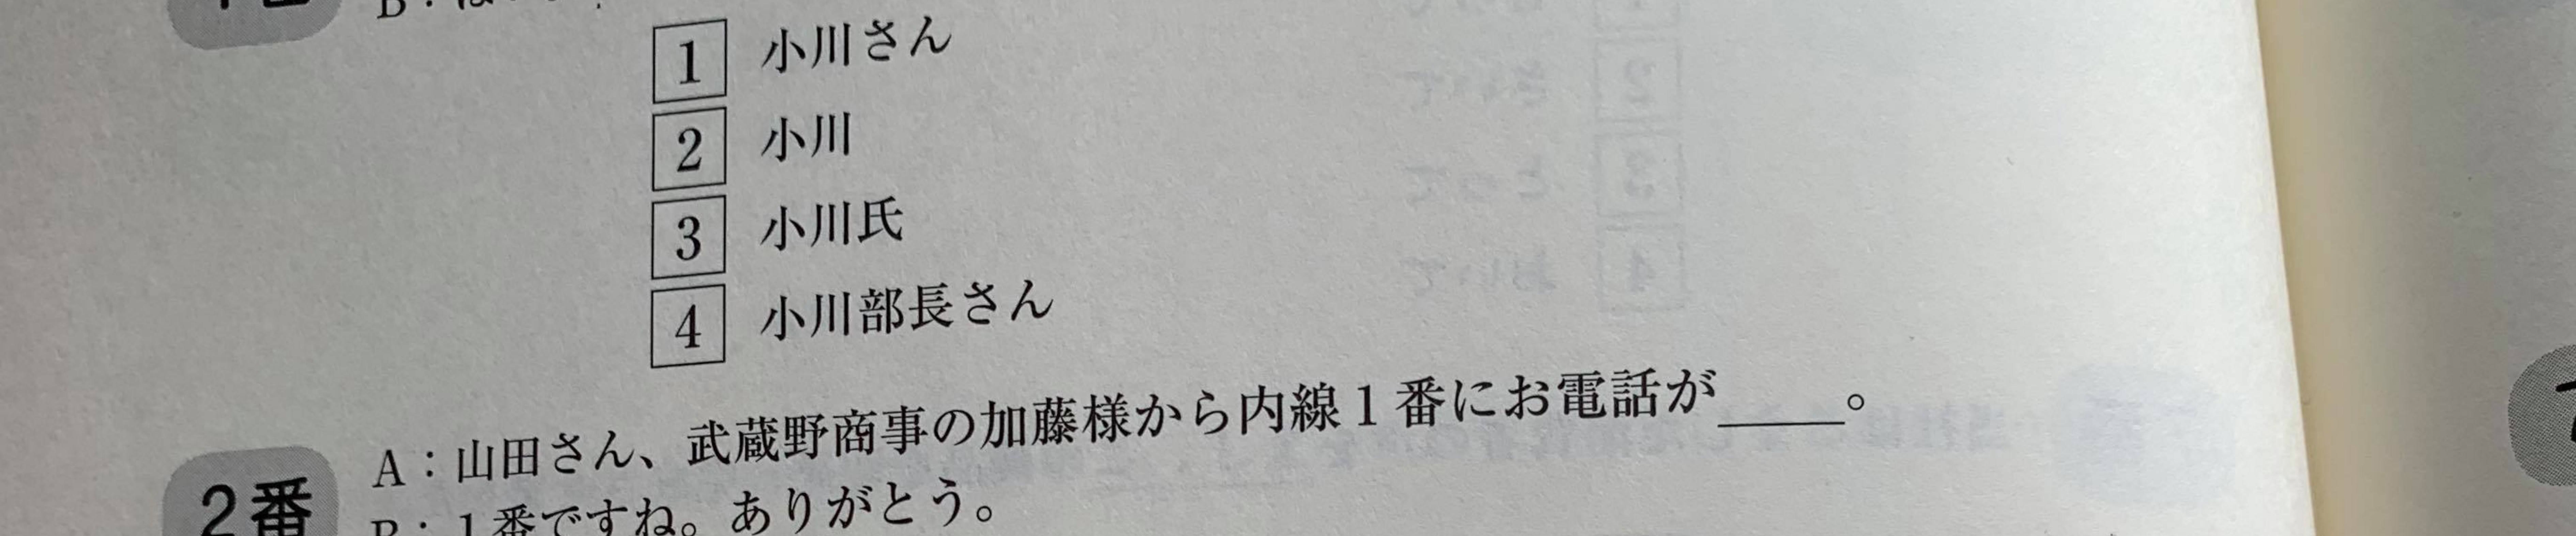 B：は
1 小川さん
2 小川
3 小川氏
4 小川部長さん
2番
A：山田さん、武蔵野商事の加藤様から内線1番にお電話が＿＿＿。
B：1番ですね。ありがとう。